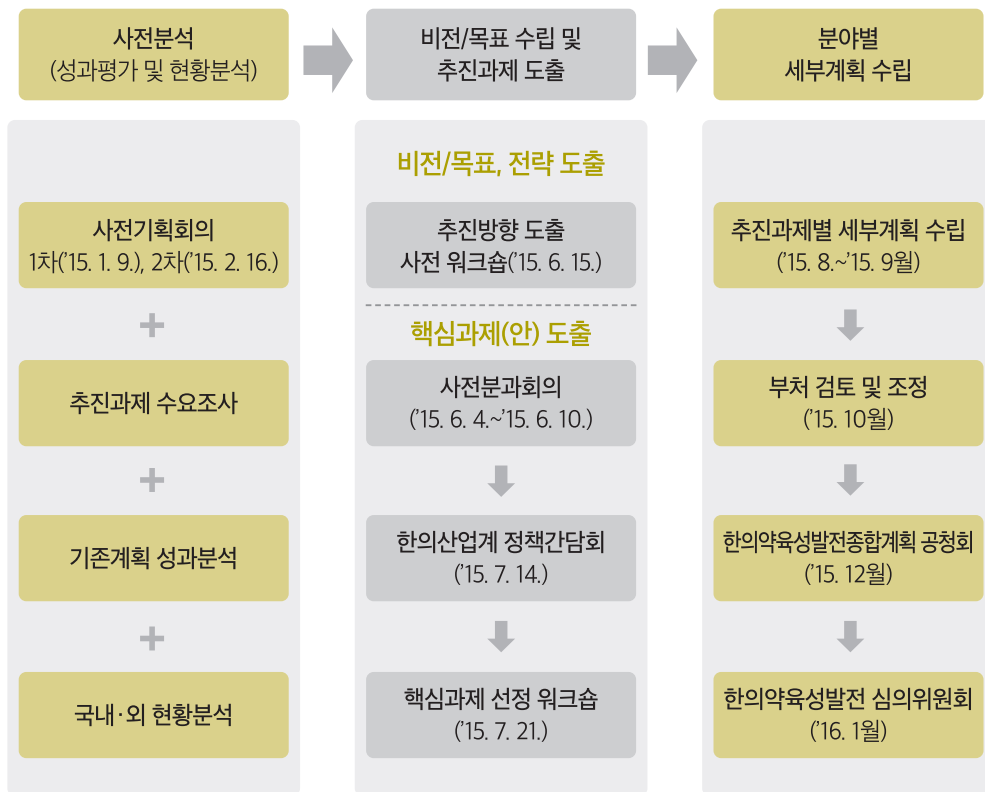 사전분석
(성과평가 및 현황분석)
비전/목표 수립 및
추진과제 도출
분야별
세부계획 수립
사전기획회의
1차('15. 1. 9.), 2차('15. 2. 16.)
+
추진과제 수요조사
+
기존계획 성과분석
+
국내·외 현황분석
비전/목표, 전략 도출
추진방향 도출
사전 워크숍('15. 6. 15.)
핵심과제(안) 도출
사전분과회의
('15. 6. 4.~'15. 6. 10.)
한의산업계 정책간담회
('15. 7. 14.)
핵심과제 선정 워크숍
('15. 7. 21.)
추진과제별 세부계획 수립
('15. 8.~'15. 9월)
부처 검토 및 조정
('15. 10월)
한의약육성발전종합계획 공청회
('15. 12월)
한의약육성발전 심의위원회
('16. 1월)